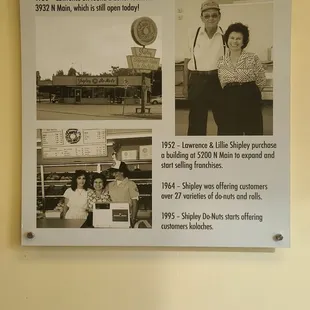 3932 N Main, which is still open today!
1952 - Lawrence & Lillie Shipley purchase
a building at 5200 N Main to expand and
start selling franchises.
1964 - Shipley was offering customers
over 27 varieties of do-nuts and rolls.
1995 - Shipley Do-Nuts starts offering
customers kolaches.